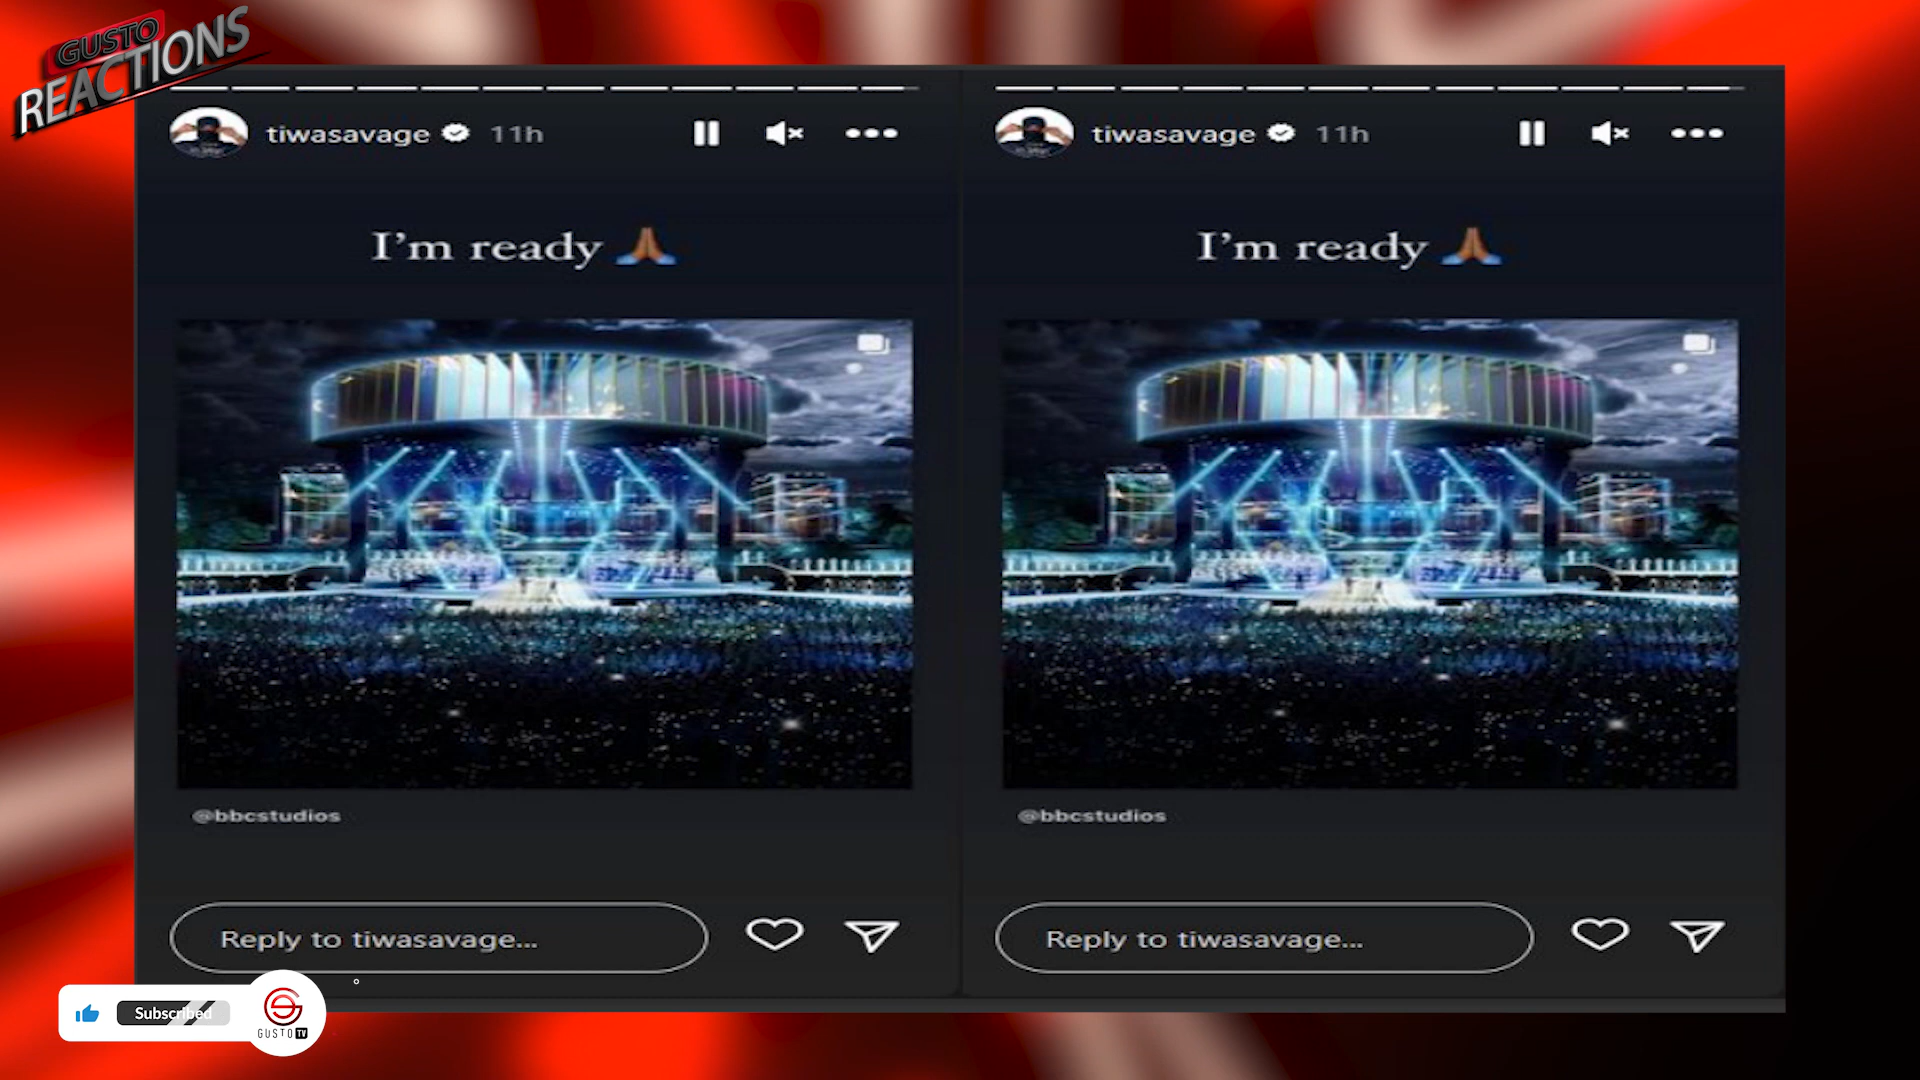 GUSTO
REACTIONS
tiwasavage 11h
I'm ready 🙏🏾
@bbcstudios
Reply to tiwasavage...
tiwasavage 11h
I'm ready 🙏🏾
@bbcstudios
Reply to tiwasavage...
Subscribed
GUSTO TV